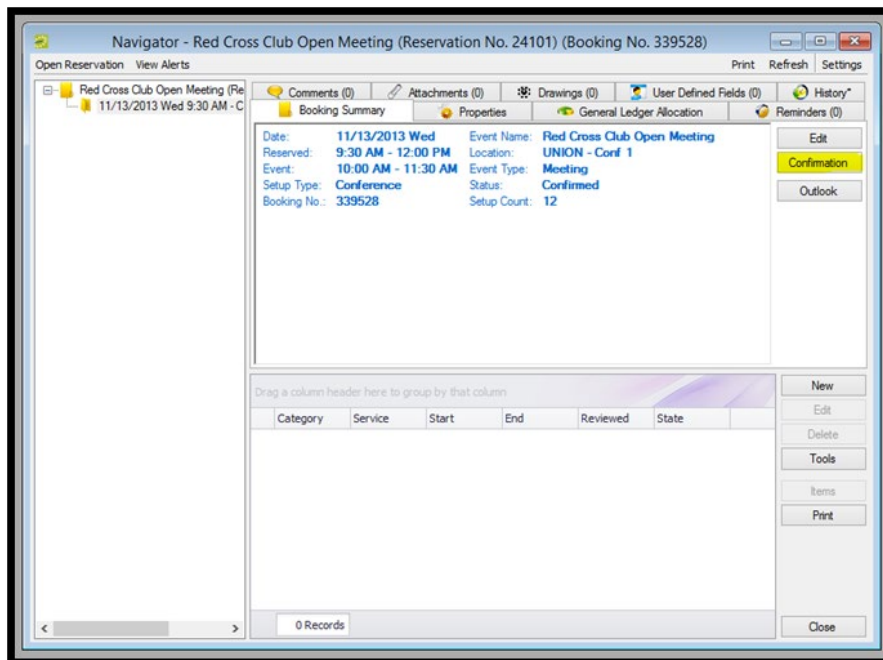 Navigator - Red Cross Club Open Meeting (Reservation No. 24101) (Booking No. 339528)
Open Reservation View Alerts Print Refresh Settings
Red Cross Club Open Meeting (Re
11/13/2013 Wed 9:30 AM - C
Comments (0) Attachments (0) Drawings (0) User Defined Fields (0) History*
Booking Summary Properties General Ledger Allocation Reminders (0)
Date: 11/13/2013 Wed Event Name: Red Cross Club Open Meeting
Reserved: 9:30 AM - 12:00 PM Location: UNION - Conf 1
Event: 10:00 AM - 11:30 AM Event Type: Meeting
Setup Type: Conference Status: Confirmed
Booking No.: 339528 Setup Count: 12
Edit
Confirmation
Outlook
Drag a column header here to group by that column
Category Service Start End Reviewed State
New
Edit
Delete
Tools
Items
Print
0 Records
Close